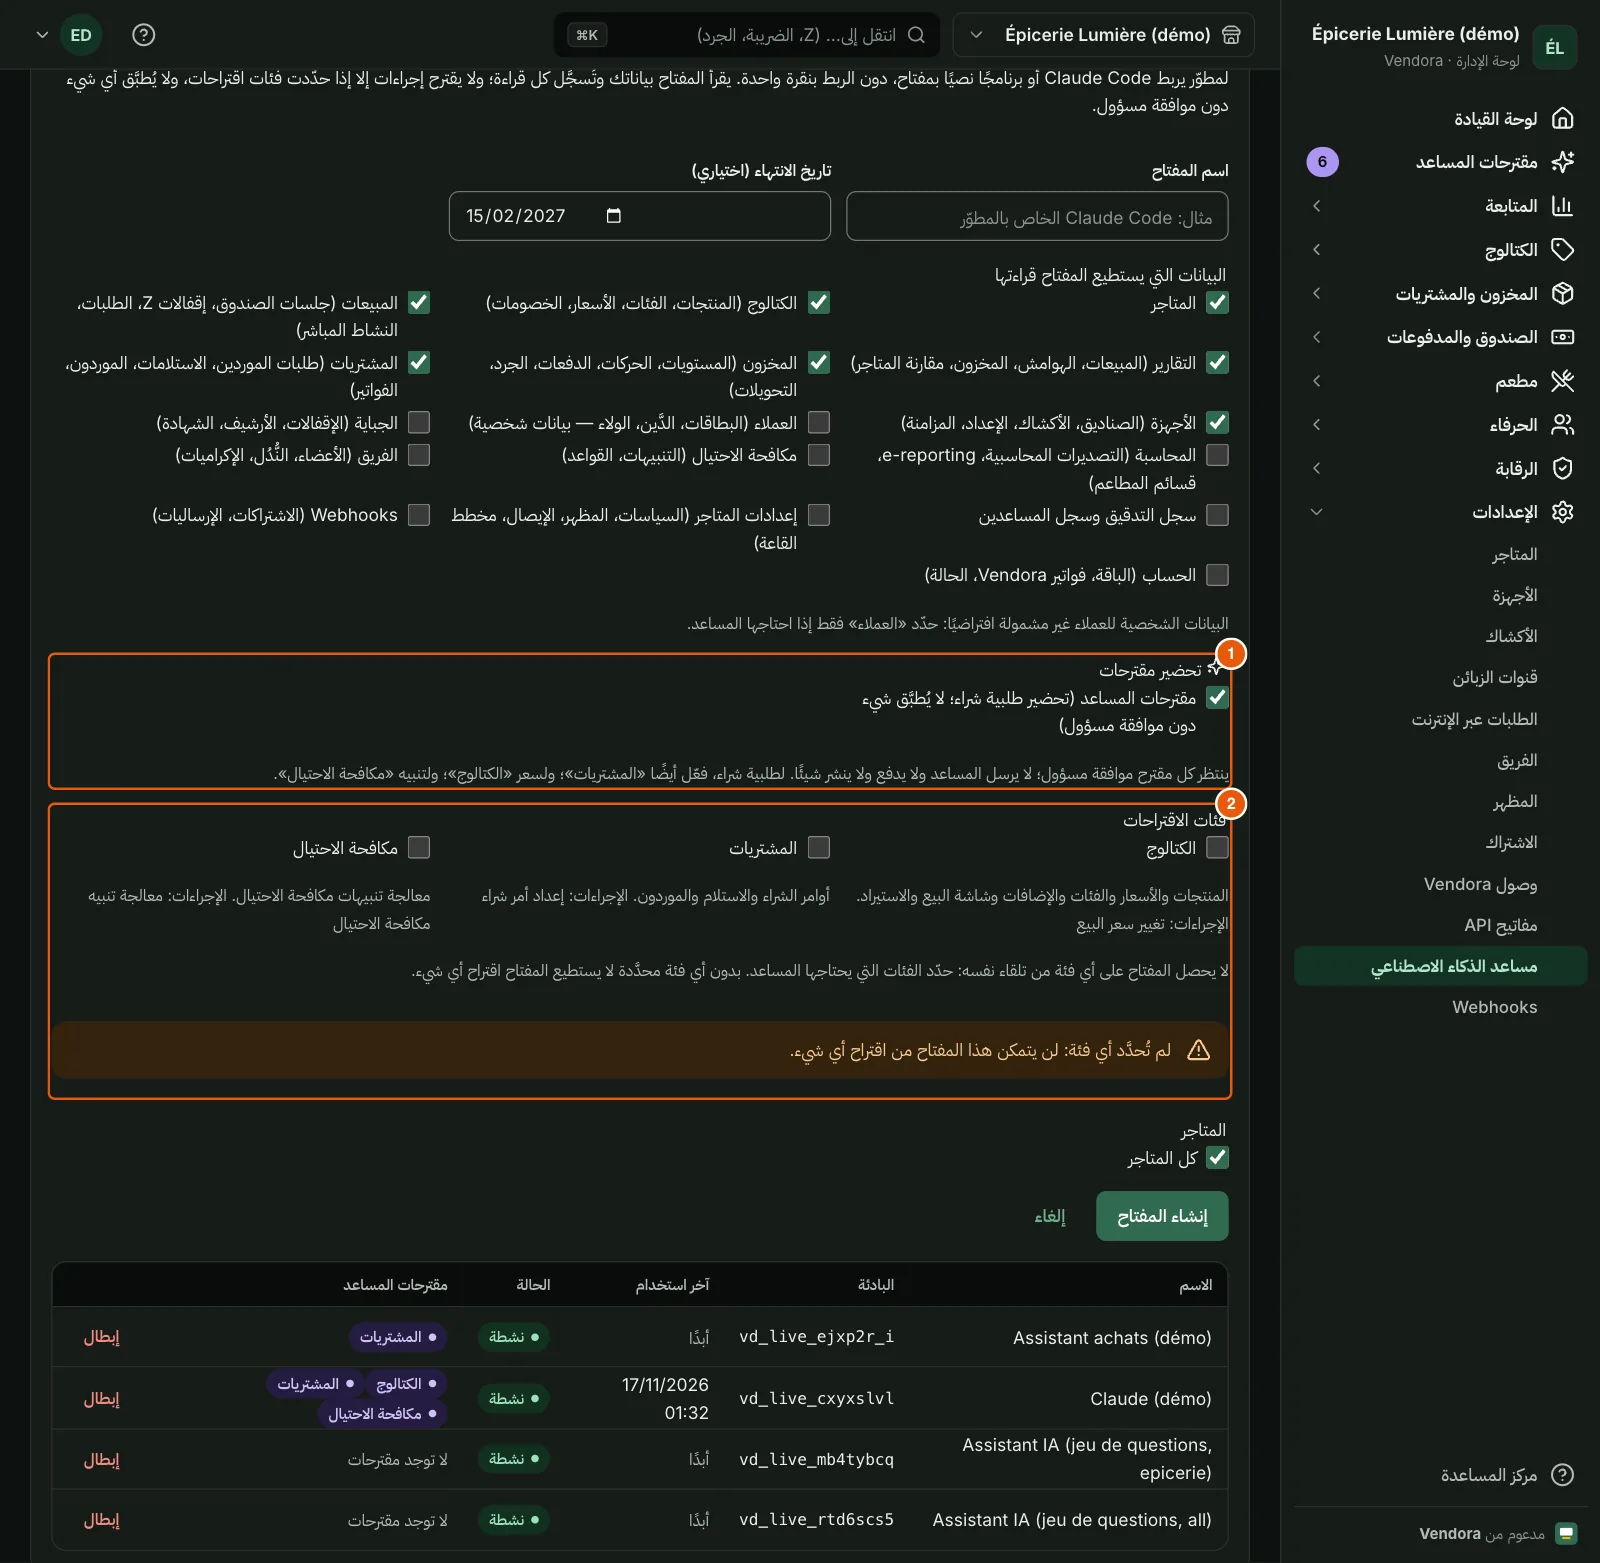 Épicerie Lumière (démo)
لوحة الإدارة · Vendora
ÉL
Épicerie Lumière (démo)
انتقل إلى... (Z، الضريبة، الجرد)
⌘K
ED
لوحة القيادة
مقترحات المساعد
6
المتابعة
الكتالوج
المخزون والمشتريات
الصندوق والمدفوعات
مطعم
الحرفاء
الرقابة
الإعدادات
المتاجر
الأجهزة
الأكشاك
قنوات الزبائن
الطلبات عبر الإنترنت
الفريق
المظهر
الاشتراك
وصول Vendora
مفاتيح API
مساعد الذكاء الاصطناعي
Webhooks
مركز المساعدة
مدعوم من Vendora
لمطوّر يربط Claude Code أو برنامجًا نصيًا بمفتاح، دون الربط بنقرة واحدة. يقرأ المفتاح بياناتك وتُسجَّل كل قراءة؛ ولا يقترح إجراءات إلا إذا حدّدت فئات اقتراحات، ولا يُطبَّق أي شيء
دون موافقة مسؤول.
اسم المفتاح
تاريخ الانتهاء (اختياري)
مثال: Claude Code الخاص بالمطوّر
15/02/2027
البيانات التي يستطيع المفتاح قراءتها
المتاجر
الكتالوج (المنتجات، الفئات، الأسعار، الخصومات)
المبيعات (جلسات الصندوق، إقفالات Z، الطلبات،
النشاط المباشر)
التقارير (المبيعات، الهوامش، المخزون، مقارنة المتاجر)
المخزون (المستويات، الحركات، الدفعات، الجرد،
التحويلات)
المشتريات (طلبات الموردين، الاستلامات، الموردون،
الفواتير)
الأجهزة (الصناديق، الأكشاك، الإعداد، المزامنة)
العملاء (البطاقات، الدَّين، الولاء — بيانات شخصية)
الجباية (الإقفالات، الأرشيف، الشهادة)
المحاسبة (التصديرات المحاسبية، e-reporting،
قسائم المطاعم)
مكافحة الاحتيال (التنبيهات، القواعد)
الفريق (الأعضاء، النُّدُل، الإكراميات)
سجل التدقيق وسجل المساعدين
إعدادات المتاجر (السياسات، المظهر، الإيصال، مخطط
القاعة)
Webhooks (الاشتراكات، الإرساليات)
الحساب (الباقة، فواتير Vendora، الحالة)
البيانات الشخصية للعملاء غير مشمولة افتراضيًا: حدّد «العملاء» فقط إذا احتاجها المساعد.
1
تحضير مقترحات
مقترحات المساعد (تحضير طلبية شراء؛ لا يُطبَّق شيء
دون موافقة مسؤول)
ينتظر كل مقترح موافقة مسؤول؛ لا يرسل المساعد ولا يدفع ولا ينشر شيئًا. لطلبية شراء، فعّل أيضًا «المشتريات»؛ ولسعر «الكتالوج»؛ ولتنبيه «مكافحة الاحتيال».
2
فئات الاقتراحات
الكتالوج
المشتريات
مكافحة الاحتيال
المنتجات والأسعار والفئات والإضافات وشاشة البيع والاستيراد.
الإجراءات: تغيير سعر البيع
أوامر الشراء والاستلام والموردون. الإجراءات: إعداد أمر شراء
معالجة تنبيهات مكافحة الاحتيال. الإجراءات: معالجة تنبيه
مكافحة الاحتيال
لا يحصل المفتاح على أي فئة من تلقاء نفسه: حدّد الفئات التي يحتاجها المساعد. بدون أي فئة محدَّدة لا يستطيع المفتاح اقتراح أي شيء.
لم تُحدَّد أي فئة: لن يتمكن هذا المفتاح من اقتراح أي شيء.
المتاجر
كل المتاجر
إنشاء المفتاح
إلغاء
الاسم
البادئة
آخر استخدام
الحالة
مقترحات المساعد
Assistant achats (démo)
vd_live_ejxp2r_i
أبدًا
نشطة
المشتريات
إبطال
Claude (démo)
vd_live_cxyxslvl
17/11/2026
01:32
نشطة
الكتالوج
المشتريات
مكافحة الاحتيال
إبطال
Assistant IA (jeu de questions,
epicerie)
vd_live_mb4tybcq
أبدًا
نشطة
لا توجد مقترحات
إبطال
Assistant IA (jeu de questions, all)
vd_live_rtd6scs5
أبدًا
نشطة
لا توجد مقترحات
إبطال